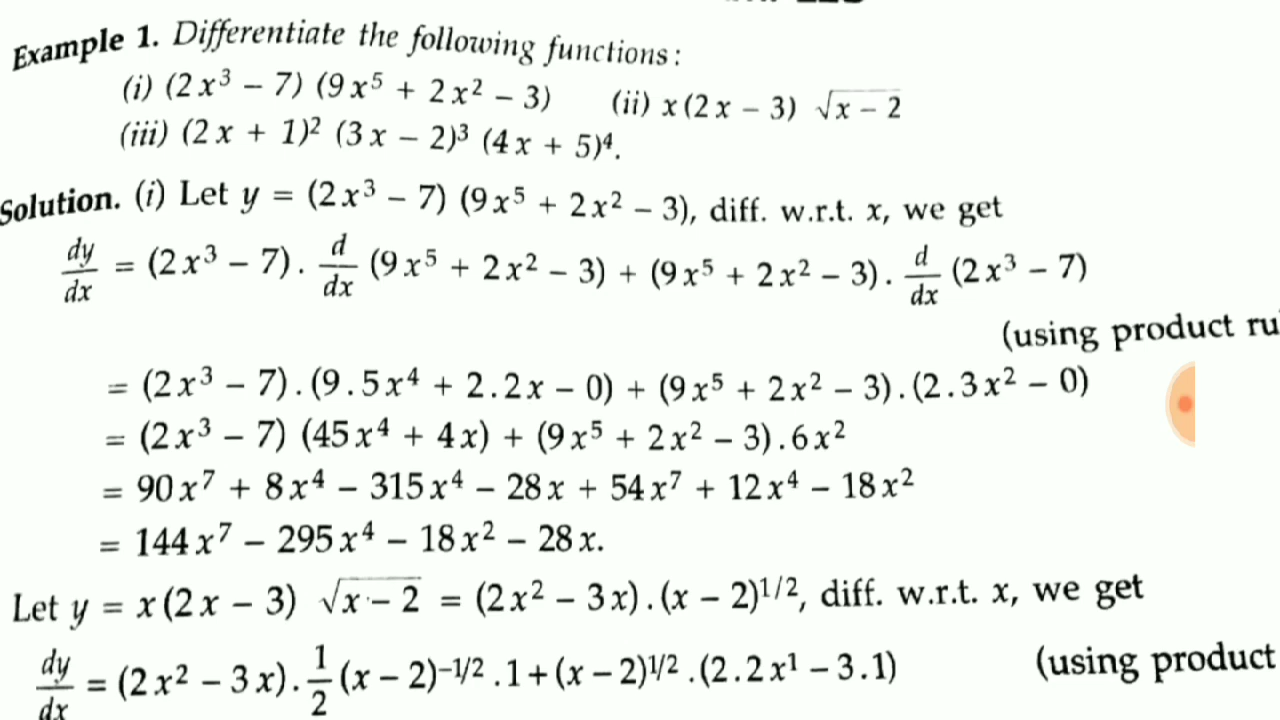 Example 1. Differentiate the following functions :
(i) (2x³ – 7) (9x⁵ + 2x² – 3) (ii) x(2x – 3) √(x – 2)
(iii) (2x + 1)² (3x – 2)³ (4x + 5)⁴.
Solution. (i) Let y = (2x³ – 7) (9x⁵ + 2x² – 3), diff. w.r.t. x, we get
dy/dx = (2x³ – 7) . d/dx (9x⁵ + 2x² – 3) + (9x⁵ + 2x² – 3) . d/dx (2x³ – 7)
(using product ru
= (2x³ – 7) . (9 . 5x⁴ + 2 . 2x – 0) + (9x⁵ + 2x² – 3) . (2 . 3x² – 0)
= (2x³ – 7) (45x⁴ + 4x) + (9x⁵ + 2x² – 3) . 6x²
= 90x⁷ + 8x⁴ – 315x⁴ – 28x + 54x⁷ + 12x⁴ – 18x²
= 144x⁷ – 295x⁴ – 18x² – 28x.
Let y = x(2x – 3) √(x – 2) = (2x² – 3x) . (x – 2)^1/2, diff. w.r.t. x, we get
dy/dx = (2x² – 3x) . 1/2 (x – 2)^–1/2 . 1 + (x – 2)^1/2 . (2 . 2x¹ – 3 . 1) (using product